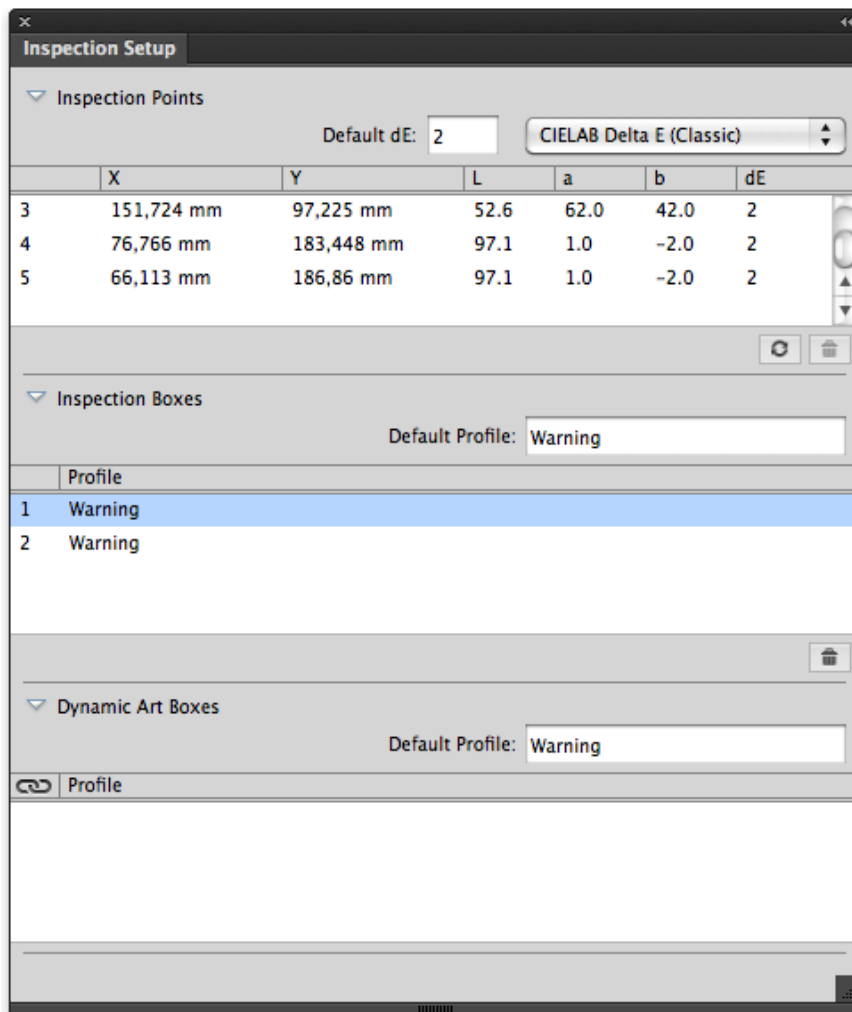 Inspection Setup
Inspection Points
Default dE: 2 CIELAB Delta E (Classic)
X Y L a b dE
3 151,724 mm 97,225 mm 52.6 62.0 42.0 2
4 76,766 mm 183,448 mm 97.1 1.0 -2.0 2
5 66,113 mm 186,86 mm 97.1 1.0 -2.0 2
Inspection Boxes
Default Profile: Warning
Profile
1 Warning
2 Warning
Dynamic Art Boxes
Default Profile: Warning
Profile